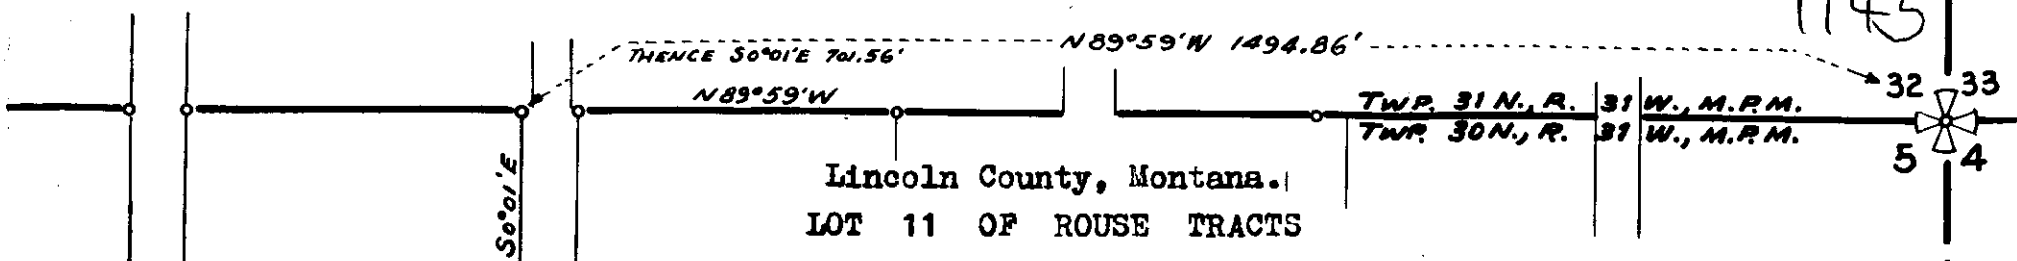 1145
N89°59'W 1494.86'
THENCE S0°01'E 701.56'
32 33
N89°59'W
TWP. 31 N., R. 31 W., M.P.M.
TWP. 30 N., R. 31 W., M.P.M.
5 4
S0°01'E
Lincoln County, Montana.
LOT 11 OF ROUSE TRACTS